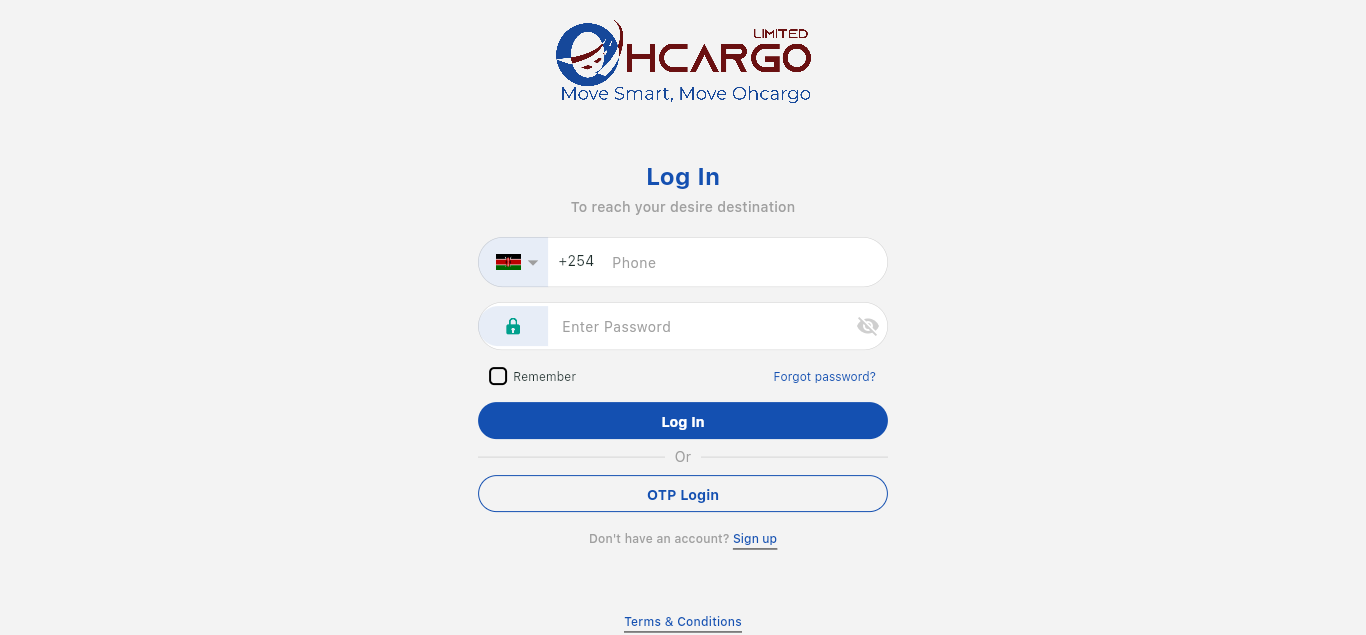 LIMITED
HCARGO
Move Smart, Move Ohcargo
Log In
To reach your desire destination
+254 Phone
Enter Password
Remember Forgot password?
Log In
Or
OTP Login
Don't have an account? Sign up
Terms & Conditions